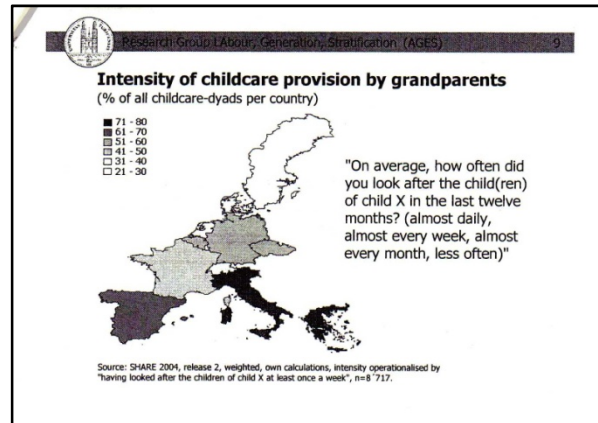 Research Group LAbour, Generation, Stratification (AGES)
9
Intensity of childcare provision by grandparents
(% of all childcare-dyads per country)
71 - 80
61 - 70
51 - 60
41 - 50
31 - 40
21 - 30
"On average, how often did
you look after the child(ren)
of child X in the last twelve
months? (almost daily,
almost every week, almost
every month, less often)"
Source: SHARE 2004, release 2, weighted, own calculations, intensity operationalised by
"having looked after the children of child X at least once a week", n=8´717.